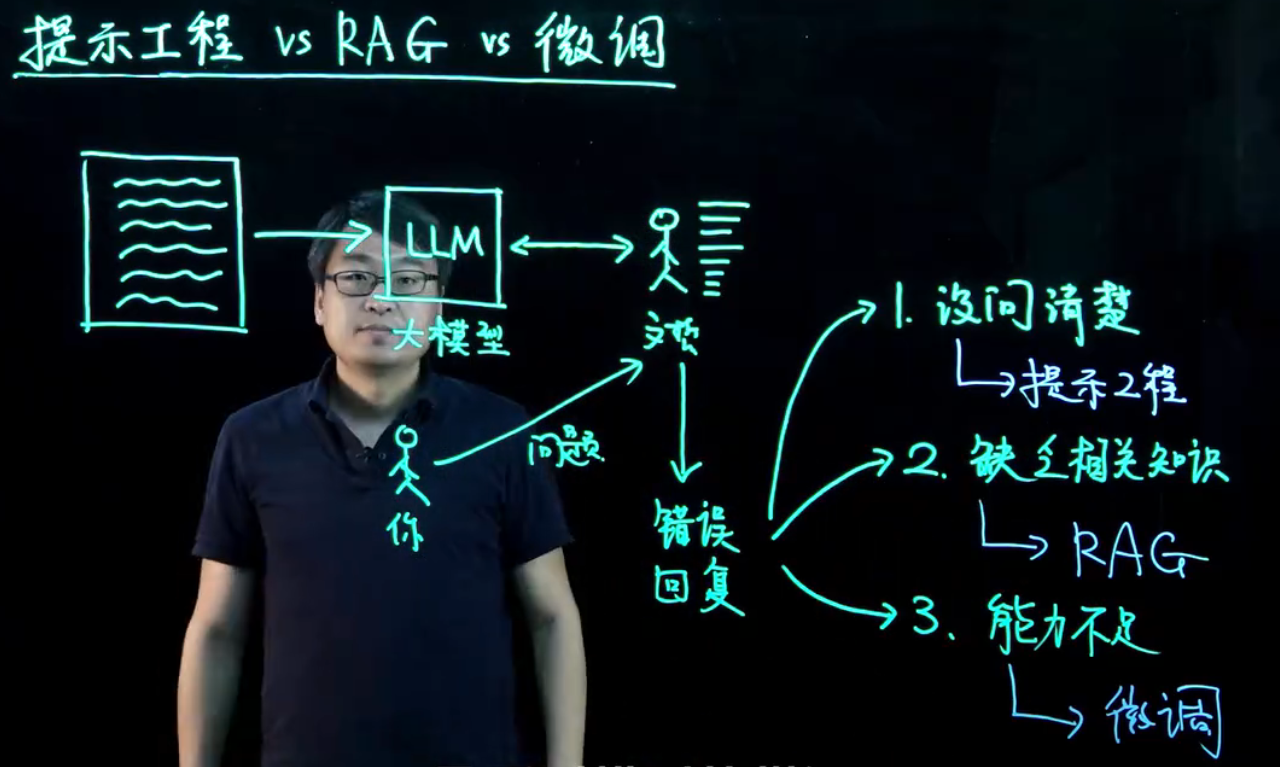 提示工程 vs RAG vs 微调
LLM
大模型
文哲
问题
你
错误
回复
1. 没问清楚
提示工程
2. 缺乏相关知识
RAG
3. 能力不足
微调